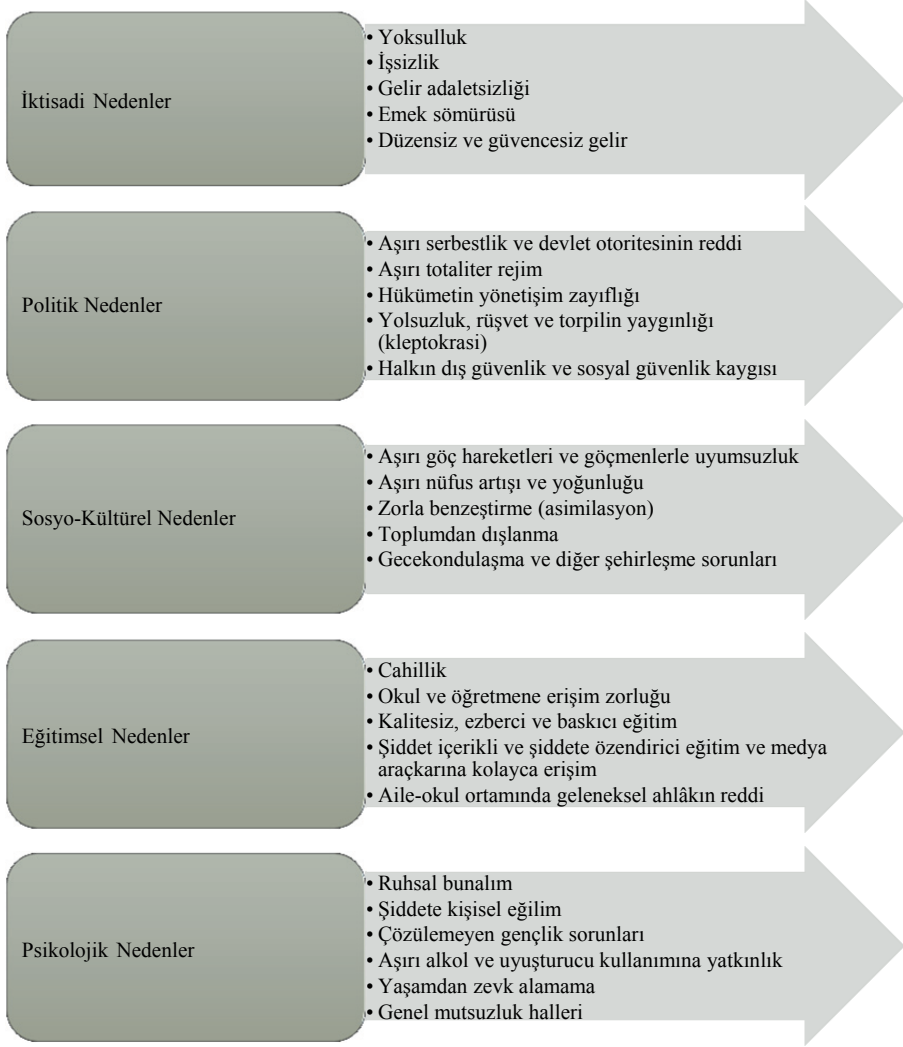 İktisadi Nedenler
• Yoksulluk
• İşsizlik
• Gelir adaletsizliği
• Emek sömürüsü
• Düzensiz ve güvencesiz gelir
Politik Nedenler
• Aşırı serbestlik ve devlet otoritesinin reddi
• Aşırı totaliter rejim
• Hükümetin yönetişim zayıflığı
• Yolsuzluk, rüşvet ve torpilin yaygınlığı
(kleptokrasi)
• Halkın dış güvenlik ve sosyal güvenlik kaygısı
Sosyo-Kültürel Nedenler
• Aşırı göç hareketleri ve göçmenlerle uyumsuzluk
• Aşırı nüfus artışı ve yoğunluğu
• Zorla benzeştirme (asimilasyon)
• Toplumdan dışlanma
• Gecekondulaşma ve diğer şehirleşme sorunları
Eğitimsel Nedenler
• Cahillik
• Okul ve öğretmene erişim zorluğu
• Kalitesiz, ezberci ve baskıcı eğitim
• Şiddet içerikli ve şiddete özendirici eğitim ve medya
araçkarına kolayca erişim
• Aile-okul ortamında geleneksel ahlâkın reddi
Psikolojik Nedenler
• Ruhsal bunalım
• Şiddete kişisel eğilim
• Çözülemeyen gençlik sorunları
• Aşırı alkol ve uyuşturucu kullanımına yatkınlık
• Yaşamdan zevk alamama
• Genel mutsuzluk halleri